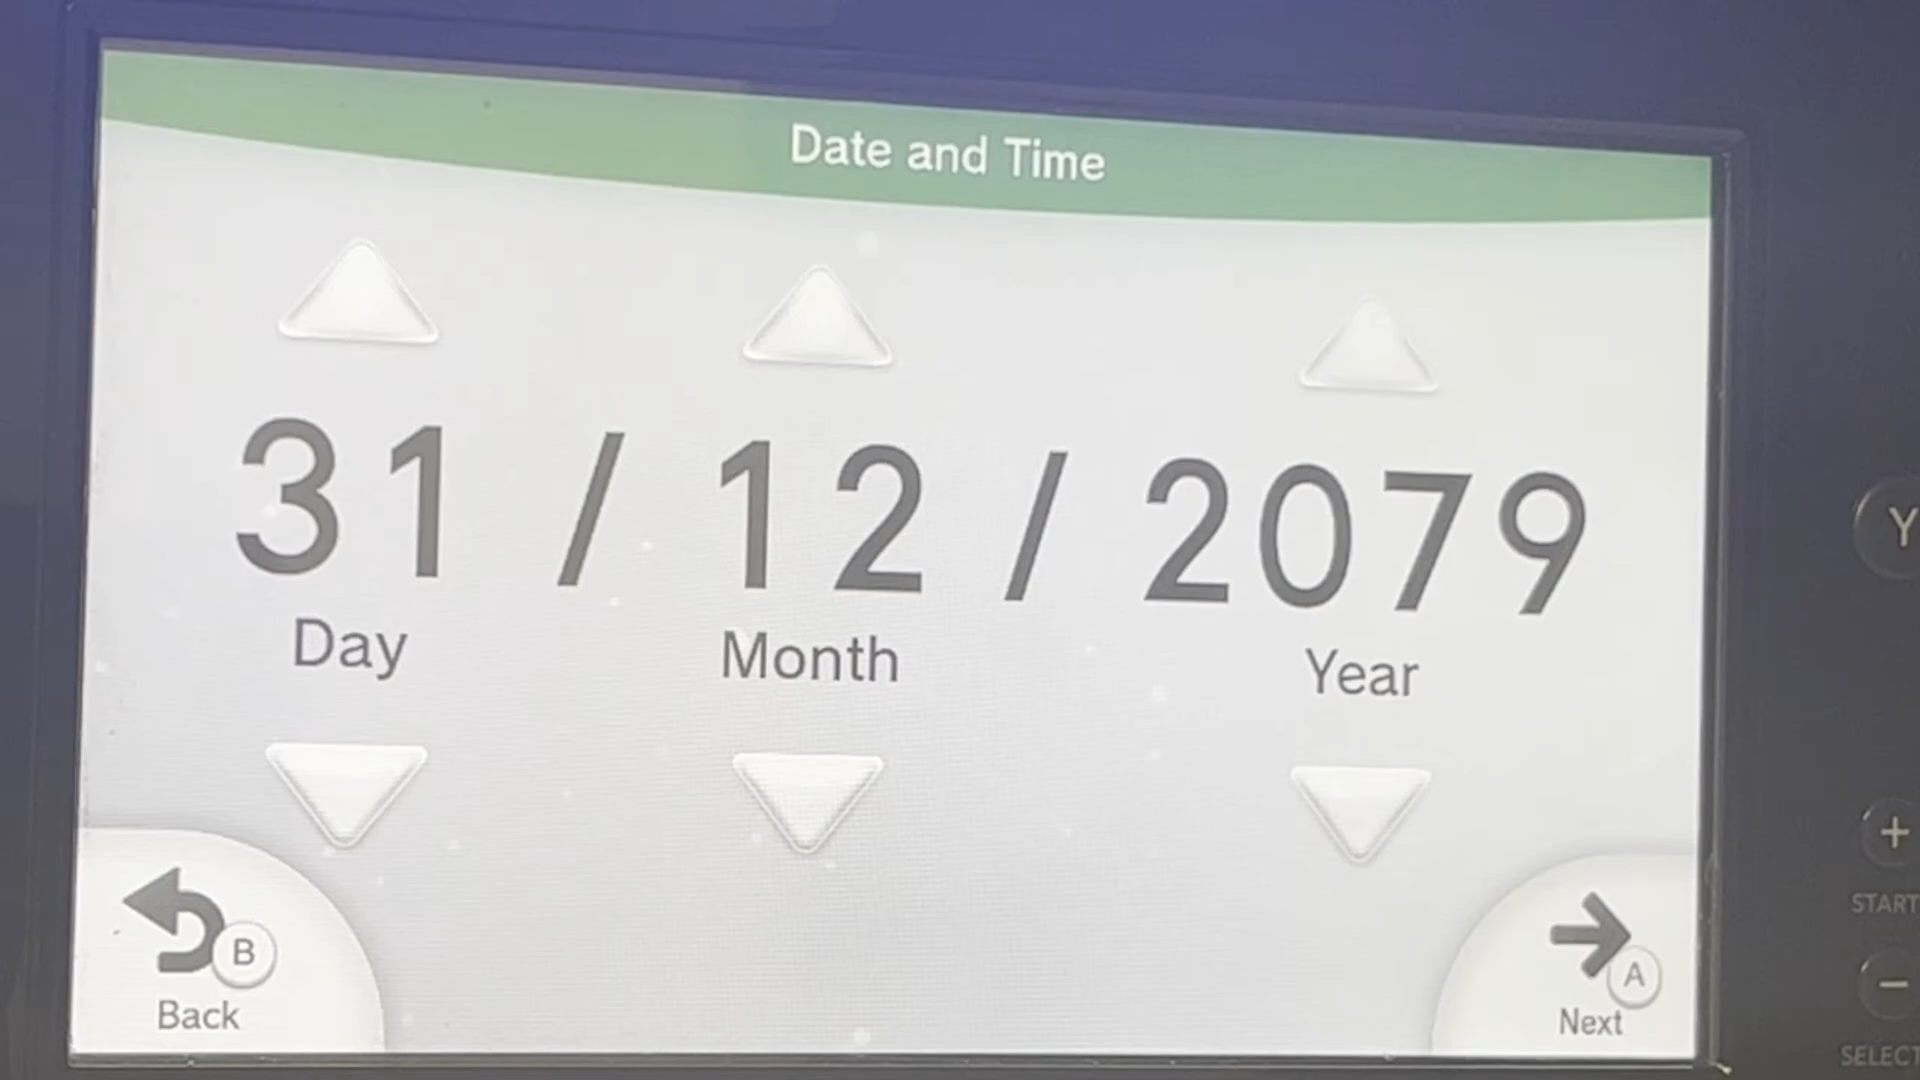 Date and Time
31 / 12 / 2079
Day Month Year
B
Back
A
Next
Y
+
START
-
SELECT